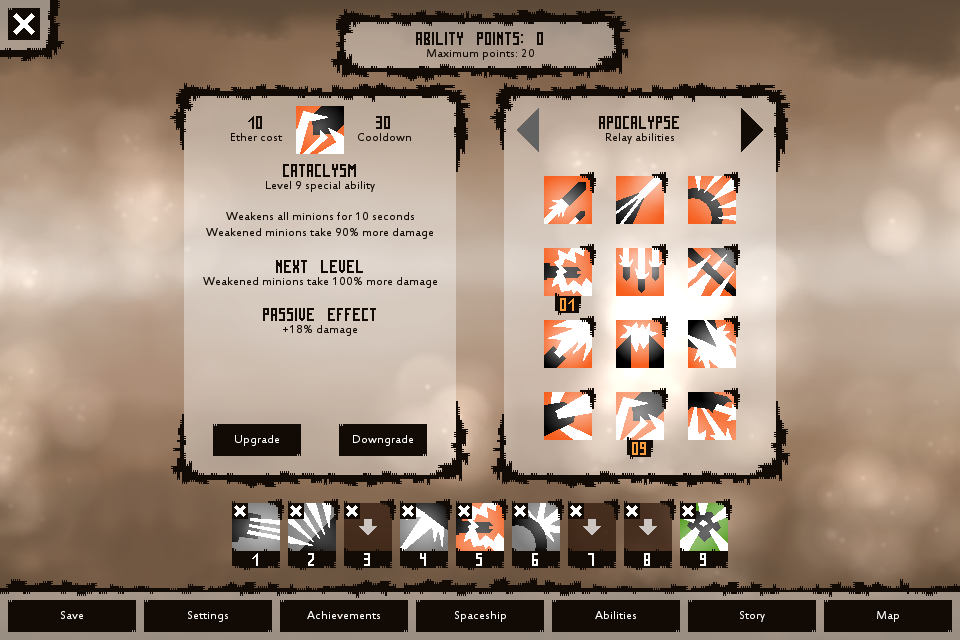 ABILITY POINTS: 0
Maximum points: 20
10
Ether cost
30
Cooldown
CATACLYSM
Level 9 special ability
Weakens all minions for 10 seconds
Weakened minions take 90% more damage
NEXT LEVEL
Weakened minions take 100% more damage
PASSIVE EFFECT
+18% damage
Upgrade
Downgrade
APOCALYPSE
Relay abilities
01
09
1
2
3
4
5
6
7
8
9
Save
Settings
Achievements
Spaceship
Abilities
Story
Map